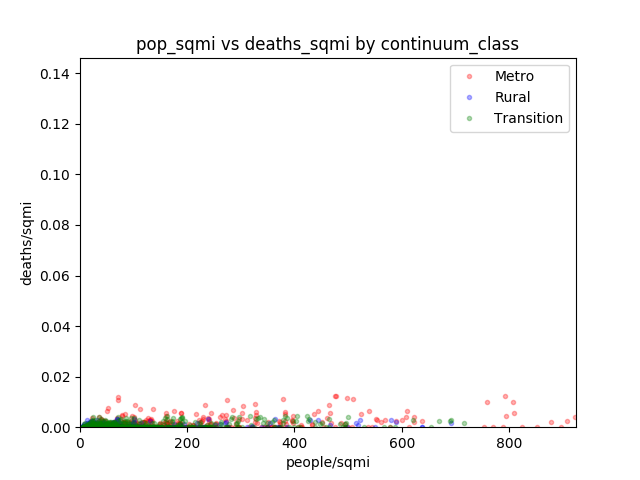 pop_sqmi vs deaths_sqmi by continuum_class
Metro
Rural
Transition
deaths/sqmi
0.14
0.12
0.10
0.08
0.06
0.04
0.02
0.00
0
200
400
600
800
people/sqmi